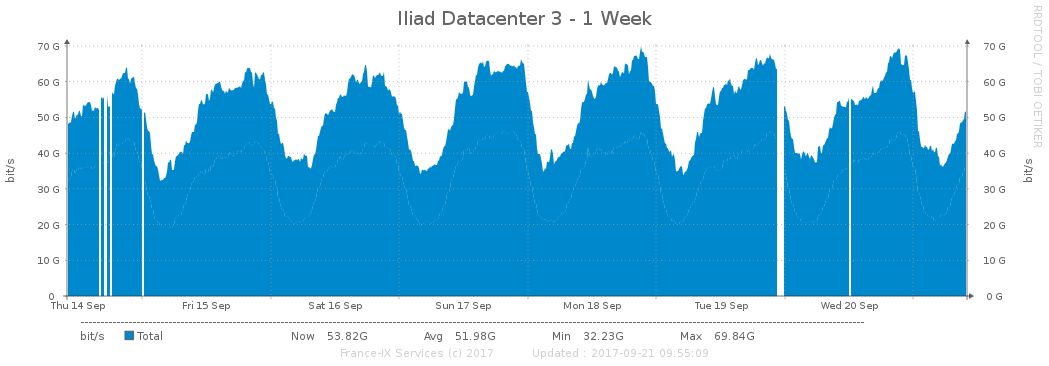 Iliad Datacenter 3 - 1 Week
RRDTOOL / TOBI OETIKER
bit/s
70 G 70 G
60 G 60 G
50 G 50 G
40 G 40 G
30 G 30 G
20 G 20 G
10 G 10 G
0 0 G
bit/s
Thu 14 Sep Fri 15 Sep Sat 16 Sep Sun 17 Sep Mon 18 Sep Tue 19 Sep Wed 20 Sep
bit/s Total Now 53.82G Avg 51.98G Min 32.23G Max 69.84G
France-IX Services (c) 2017 Updated : 2017-09-21 09:55:09